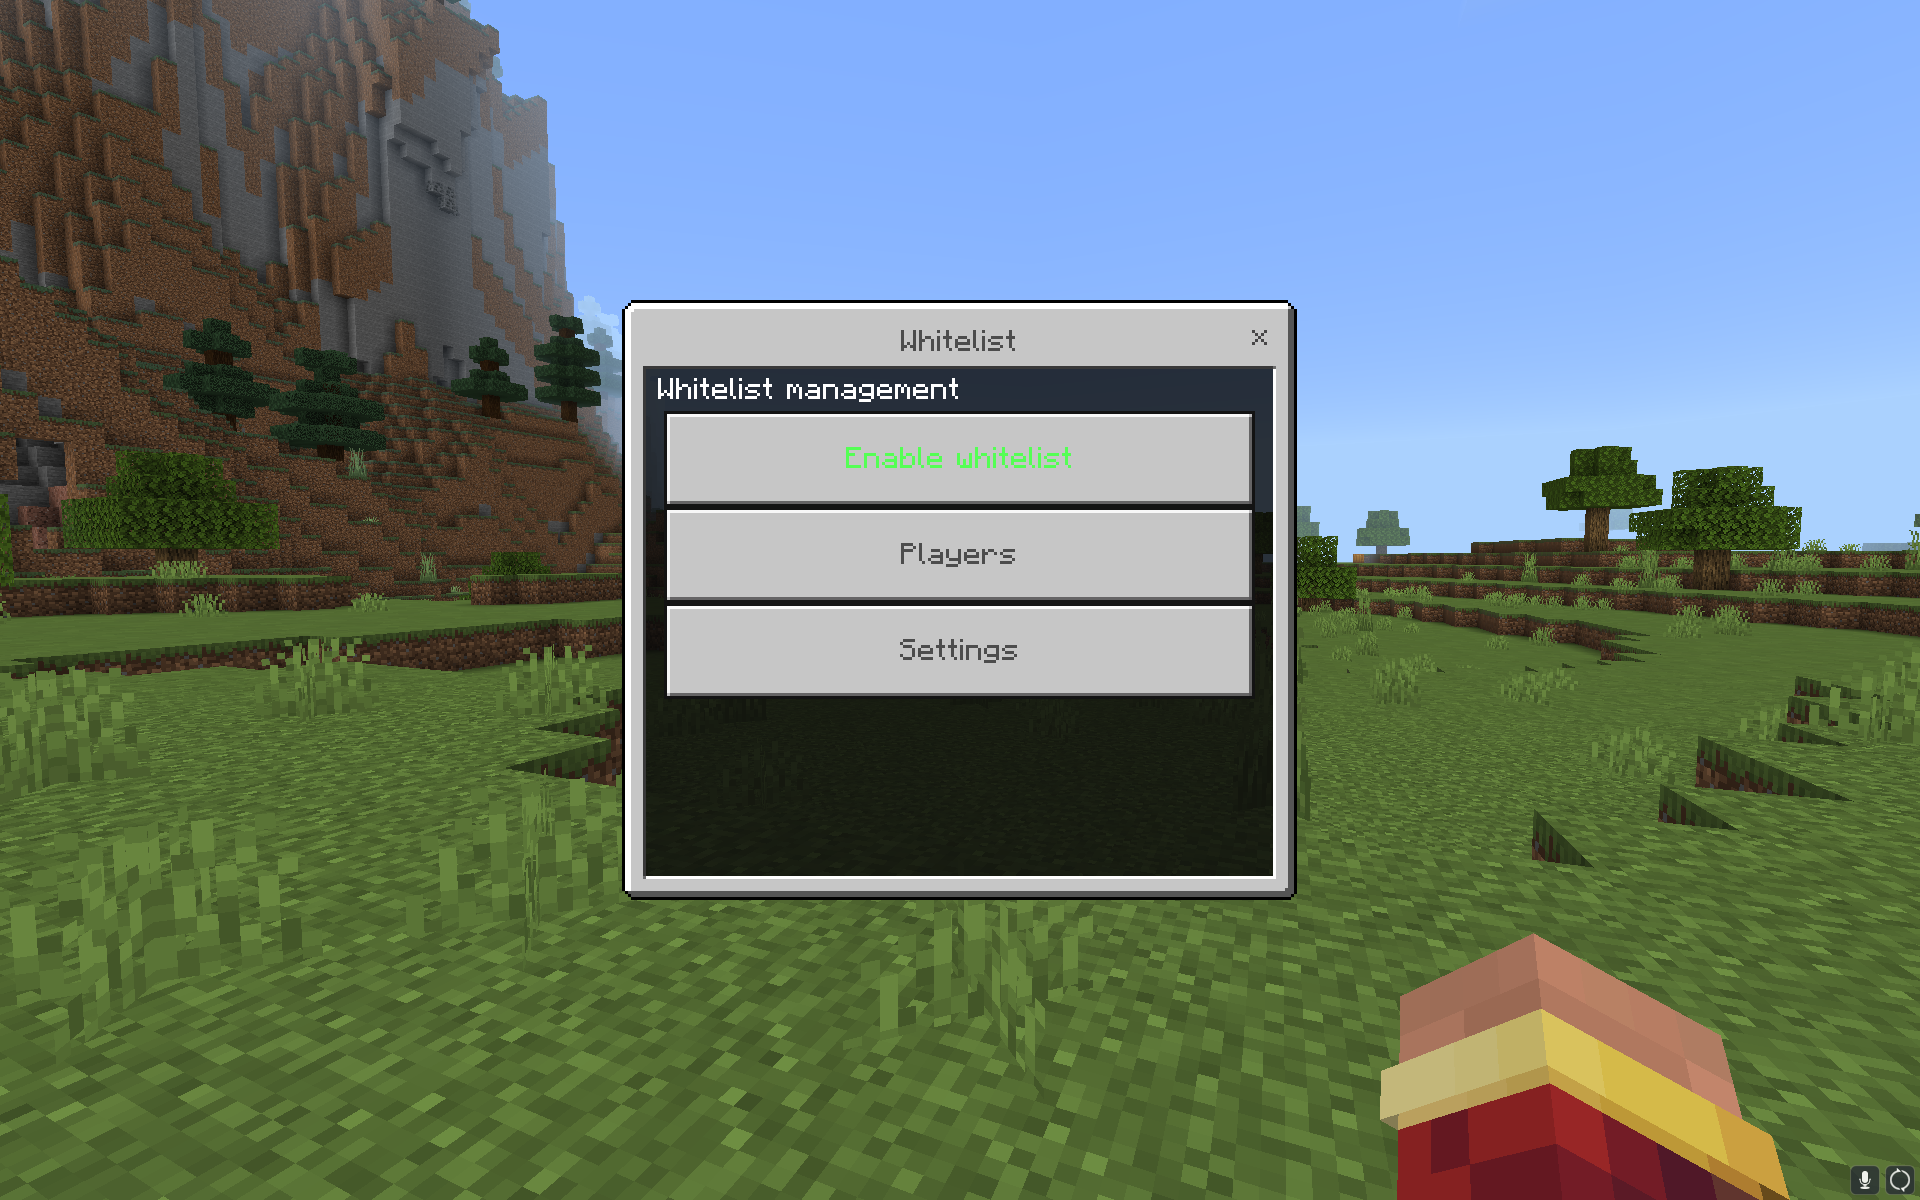 Whitelist
Whitelist management
Enable whitelist
Players
Settings